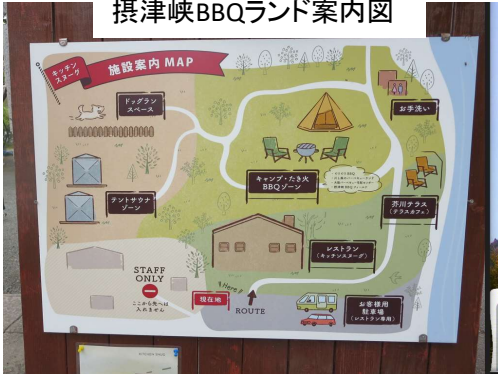 摂津峡BBQランド案内図
キッチン
スヌーグ
施設案内 MAP
ドッグラン
スペース
お手洗い
キャンプ・たき火
BBQゾーン
テントサウナ
ゾーン
芥川テラス
(テラスカフェ)
レストラン
(キッチンスヌーグ)
STAFF
ONLY
ここから先へは
入れません
Here!
現在地
ROUTE
お客様用
駐車場
(レストラン専用)